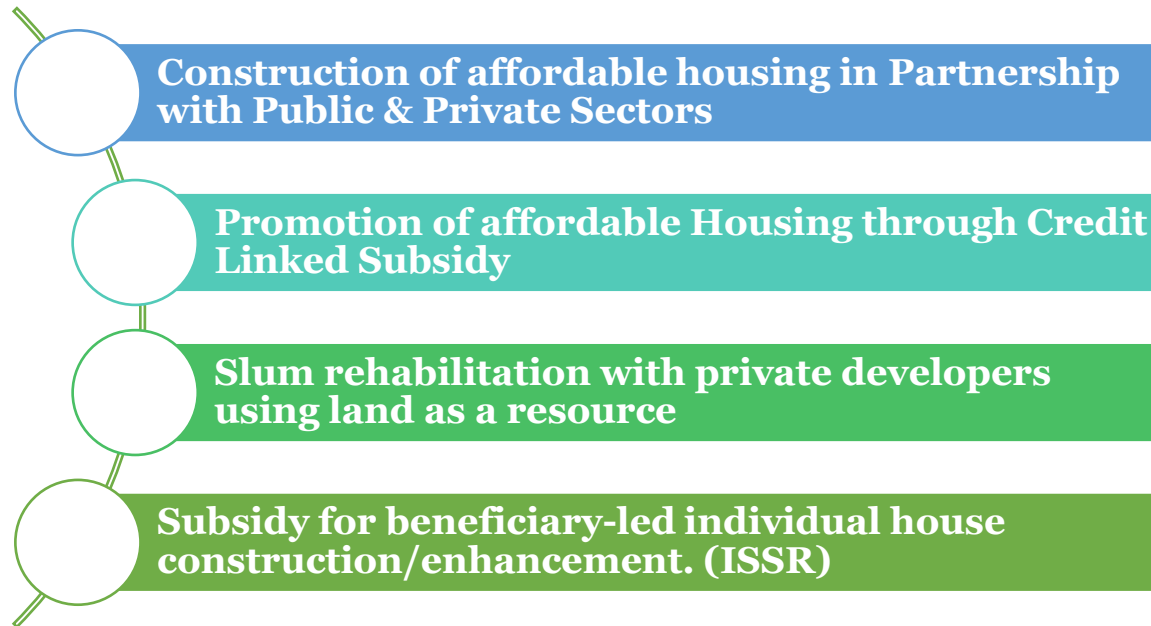 Construction of affordable housing in Partnership
with Public & Private Sectors
Promotion of affordable Housing through Credit
Linked Subsidy
Slum rehabilitation with private developers
using land as a resource
Subsidy for beneficiary-led individual house
construction/enhancement. (ISSR)